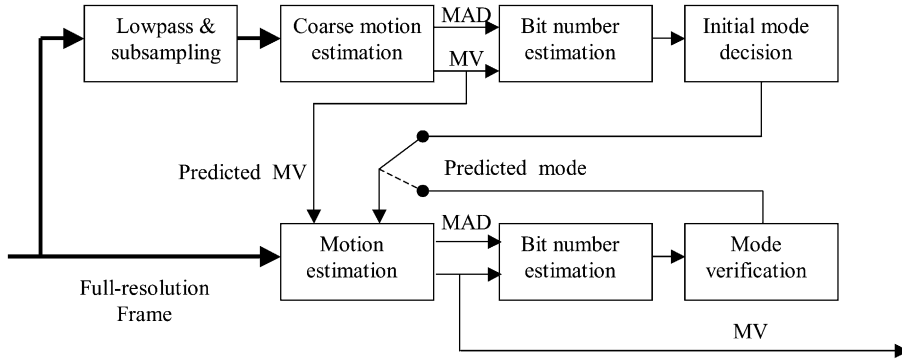 Lowpass &
subsampling
Coarse motion
estimation
MAD
MV
Bit number
estimation
Initial mode
decision
Predicted MV
Predicted mode
Motion
estimation
MAD
Bit number
estimation
Mode
verification
Full-resolution
Frame
MV